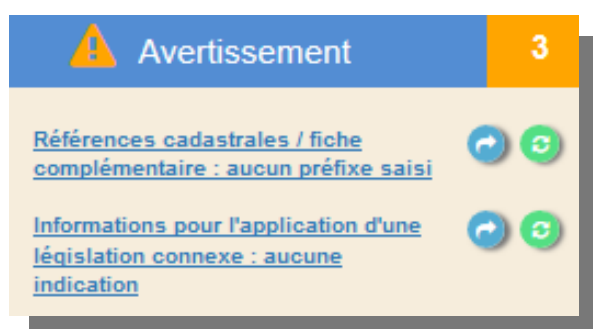 Avertissement 3
Références cadastrales / fiche
complémentaire : aucun préfixe saisi
Informations pour l'application d'une
législation connexe : aucune
indication